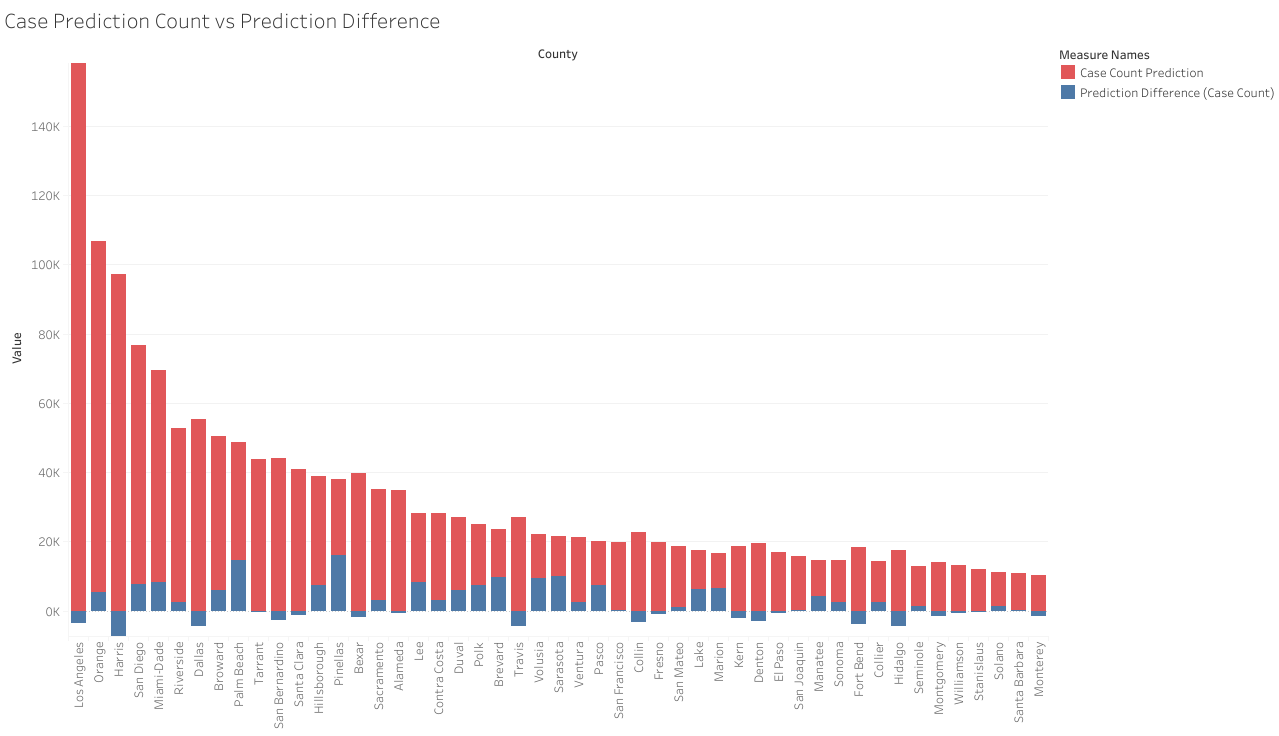 Case Prediction Count vs Prediction Difference
County
Measure Names
Case Count Prediction
Prediction Difference (Case Count)
Value
140K
120K
100K
80K
60K
40K
20K
0K
Los Angeles
Orange
Harris
San Diego
Miami-Dade
Riverside
Dallas
Broward
Palm Beach
Tarrant
San Bernardino
Santa Clara
Hillsborough
Pinellas
Bexar
Sacramento
Alameda
Lee
Contra Costa
Duval
Polk
Brevard
Travis
Volusia
Sarasota
Ventura
Pasco
San Francisco
Collin
Fresno
San Mateo
Lake
Marion
Kern
Denton
El Paso
San Joaquin
Manatee
Sonoma
Fort Bend
Collier
Hidalgo
Seminole
Montgomery
Williamson
Stanislaus
Solano
Santa Barbara
Monterey